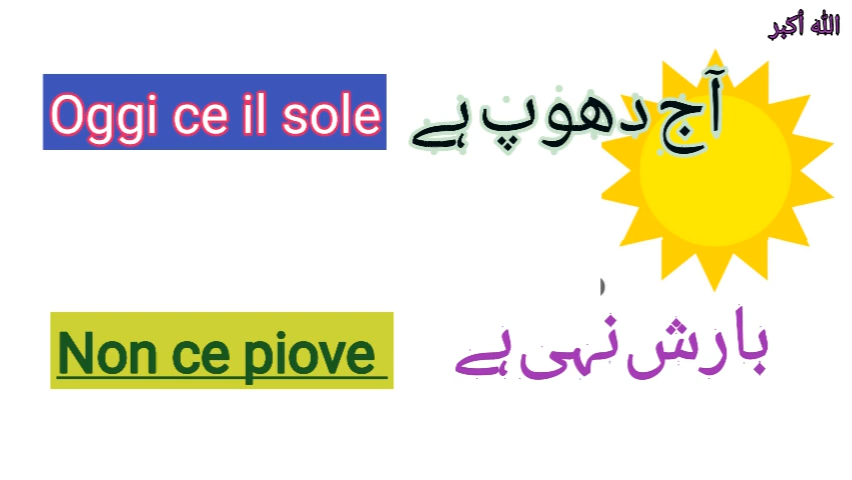 الله أكبر
Oggi ce il sole
آج دھوپ ہے
Non ce piove
بارش نہی ہے